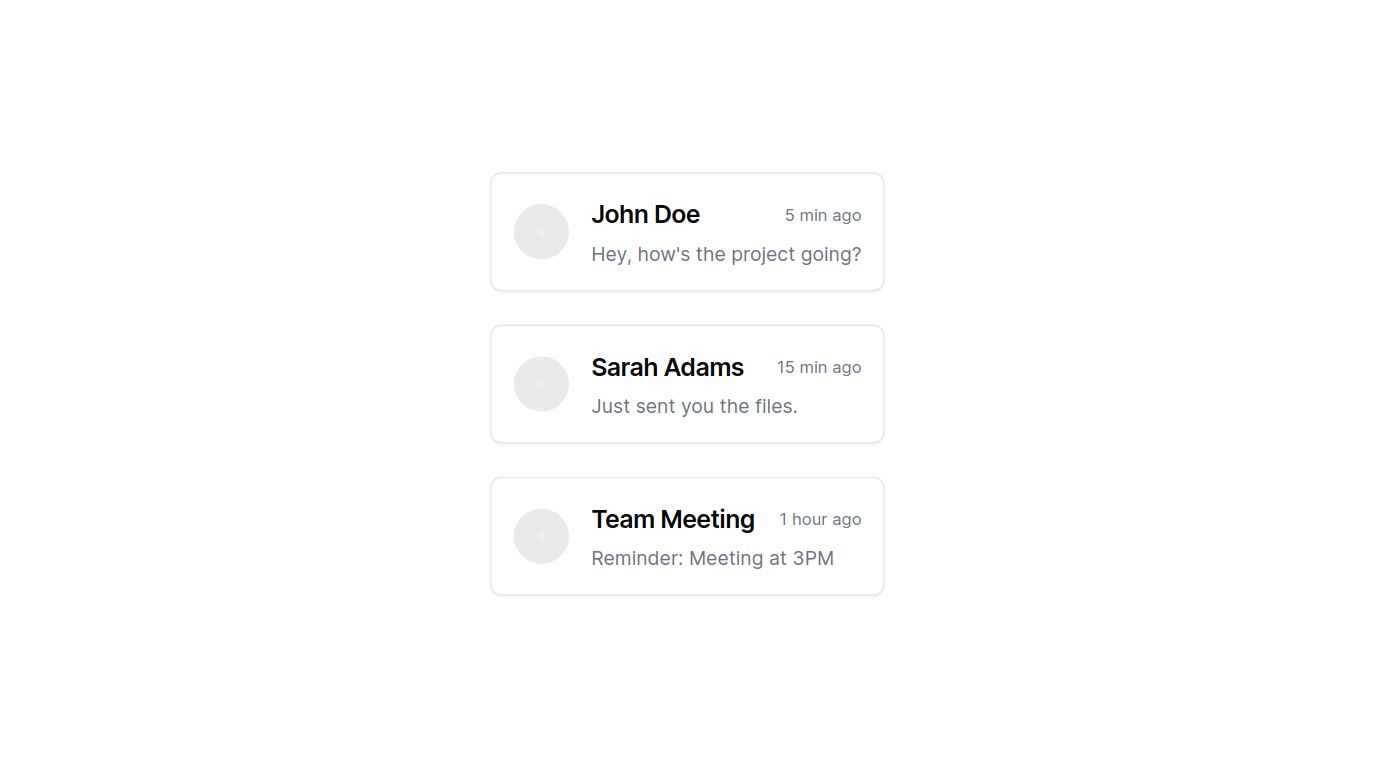 John Doe 5 min ago
Hey, how's the project going?
Sarah Adams 15 min ago
Just sent you the files.
Team Meeting 1 hour ago
Reminder: Meeting at 3PM